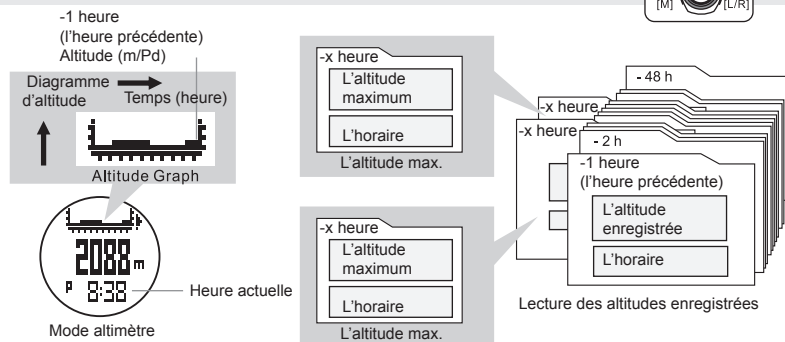 [M]
[L/R]
-1 heure
(l'heure précédente)
Altitude (m/Pd)
Diagramme
d'altitude
Temps (heure)
Altitude Graph
2088 m
P 8:38
Heure actuelle
Mode altimètre
-x heure
L'altitude
maximum
L'horaire
L'altitude max.
-x heure
L'altitude
maximum
L'horaire
L'altitude max.
- 48 h
-x heure
-x heure
- 2 h
-1 heure
(l'heure précédente)
L'altitude
enregistrée
L'horaire
Lecture des altitudes enregistrées